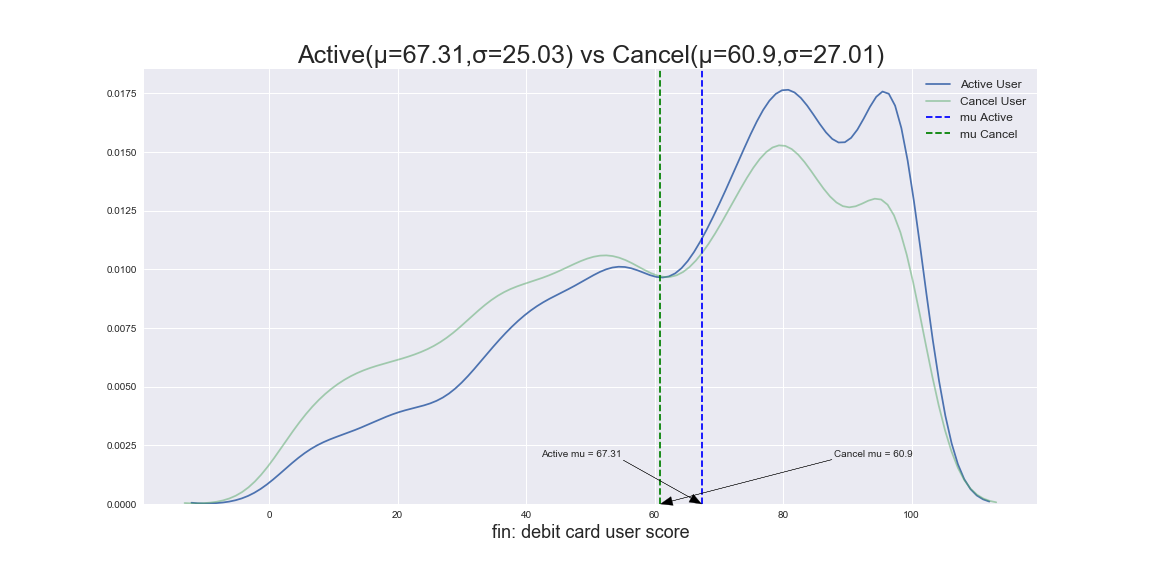 Active(μ=67.31,σ=25.03) vs Cancel(μ=60.9,σ=27.01)
Active User
Cancel User
mu Active
mu Cancel
0.0175
0.0150
0.0125
0.0100
0.0075
0.0050
0.0025
0.0000
Active mu = 67.31
Cancel mu = 60.9
0 20 40 60 80 100
fin: debit card user score